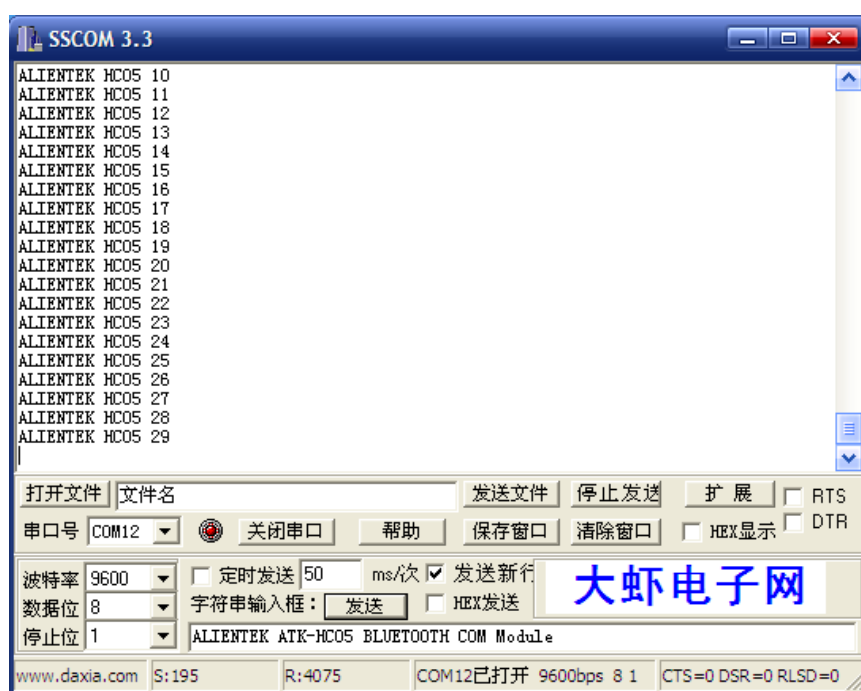 SSCOM 3.3
ALIENTEK HC05 10
ALIENTEK HC05 11
ALIENTEK HC05 12
ALIENTEK HC05 13
ALIENTEK HC05 14
ALIENTEK HC05 15
ALIENTEK HC05 16
ALIENTEK HC05 17
ALIENTEK HC05 18
ALIENTEK HC05 19
ALIENTEK HC05 20
ALIENTEK HC05 21
ALIENTEK HC05 22
ALIENTEK HC05 23
ALIENTEK HC05 24
ALIENTEK HC05 25
ALIENTEK HC05 26
ALIENTEK HC05 27
ALIENTEK HC05 28
ALIENTEK HC05 29
打开文件 文件名 发送文件 停止发送 扩 展 RTS
串口号 COM12 关闭串口 帮助 保存窗口 清除窗口 HEX显示 DTR
波特率 9600 定时发送 50 ms/次 发送新行 大虾电子网
数据位 8 字符串输入框： 发送 HEX发送
停止位 1 ALIENTEK ATK-HC05 BLUETOOTH COM Module
www.daxia.com S:195 R:4075 COM12已打开 9600bps 8 1 CTS=0 DSR=0 RLSD=0